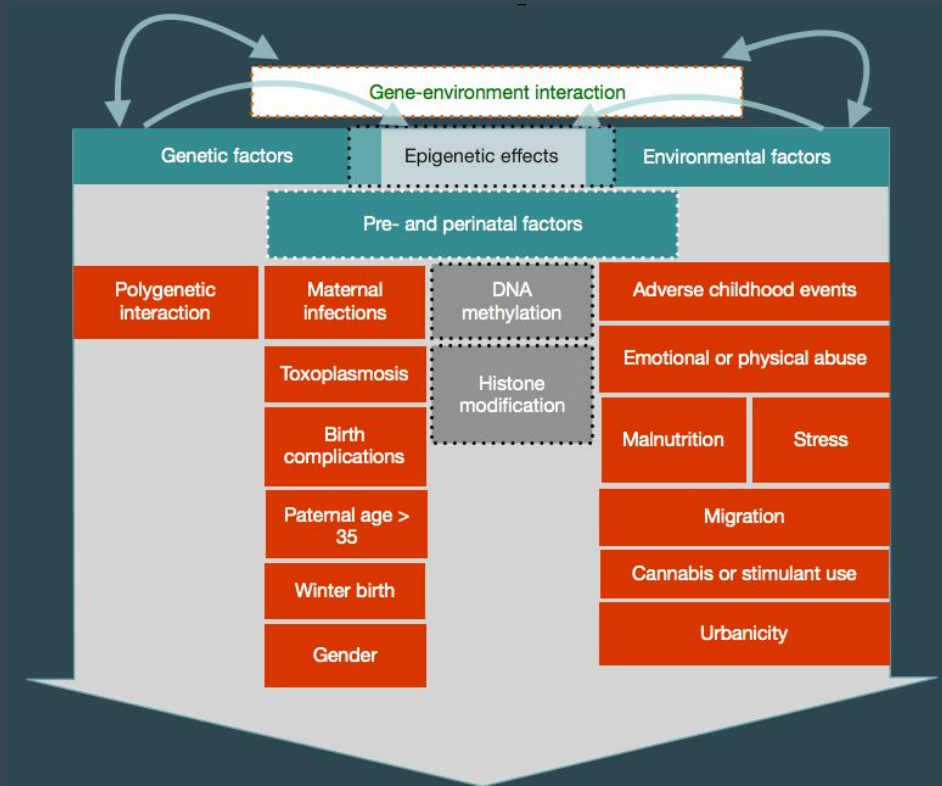 Gene-environment interaction
Genetic factors
Epigenetic effects
Environmental factors
Pre- and perinatal factors
Polygenetic
interaction
Maternal
infections
Toxoplasmosis
Birth
complications
Paternal age >
35
Winter birth
Gender
DNA
methylation
Histone
modification
Adverse childhood events
Emotional or physical abuse
Malnutrition
Stress
Migration
Cannabis or stimulant use
Urbanicity